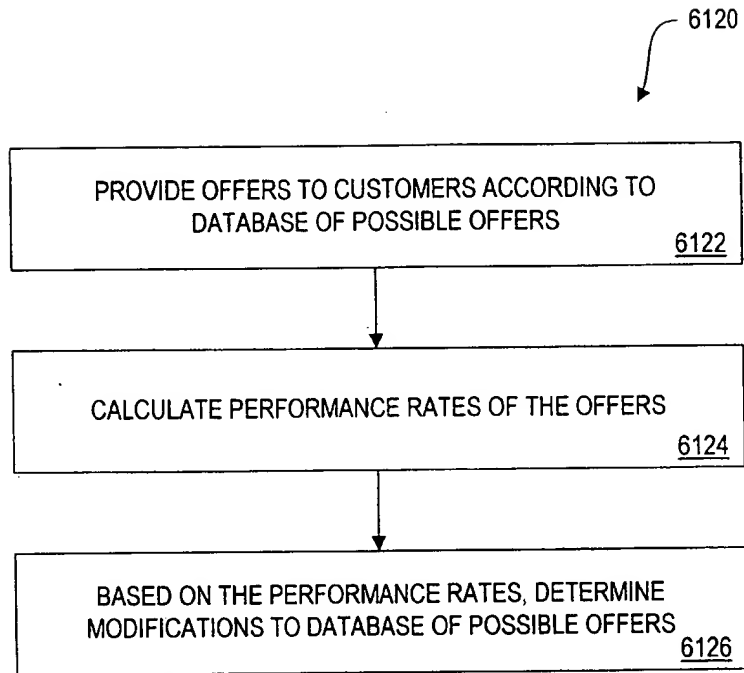 6120
PROVIDE OFFERS TO CUSTOMERS ACCORDING TO
DATABASE OF POSSIBLE OFFERS
6122
CALCULATE PERFORMANCE RATES OF THE OFFERS
6124
BASED ON THE PERFORMANCE RATES, DETERMINE
MODIFICATIONS TO DATABASE OF POSSIBLE OFFERS
6126